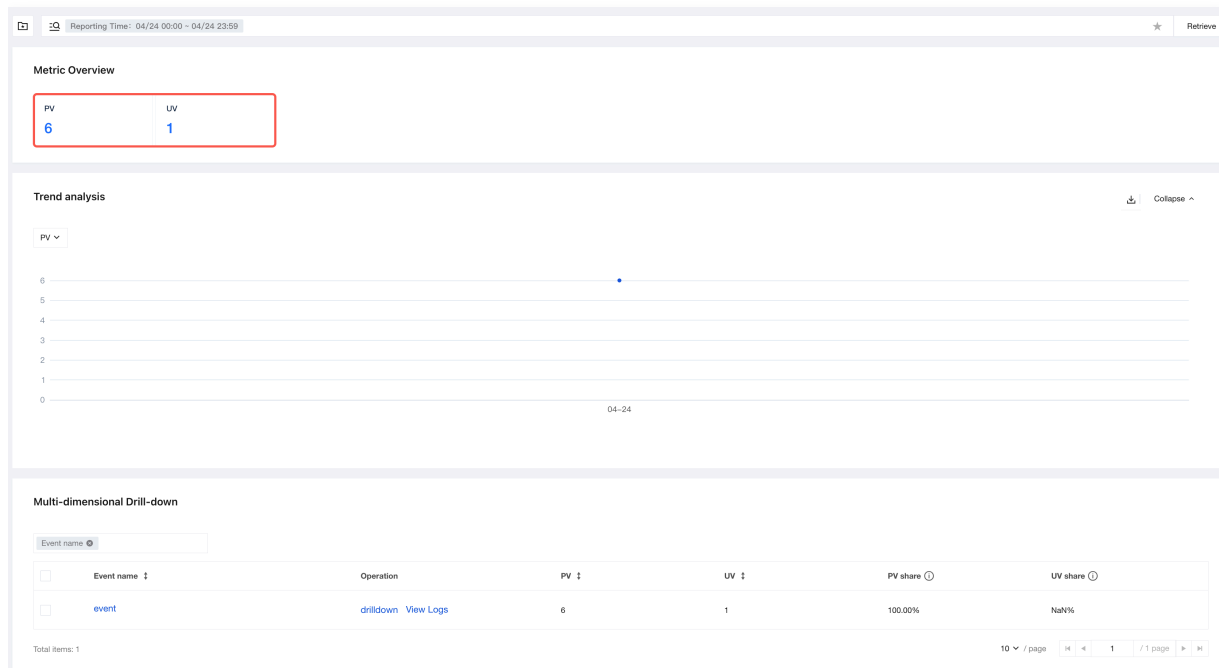 Reporting Time: 04/24 00:00 ~ 04/24 23:59
Retrieve
Metric Overview
PV UV
6 1
Trend analysis
Collapse
PV
6
5
4
3
2
1
0
04-24
Multi-dimensional Drill-down
Event name
Event name Operation PV UV PV share UV share
event drilldown View Logs 6 1 100.00% NaN%
Total items: 1 10 / page 1 / 1 page